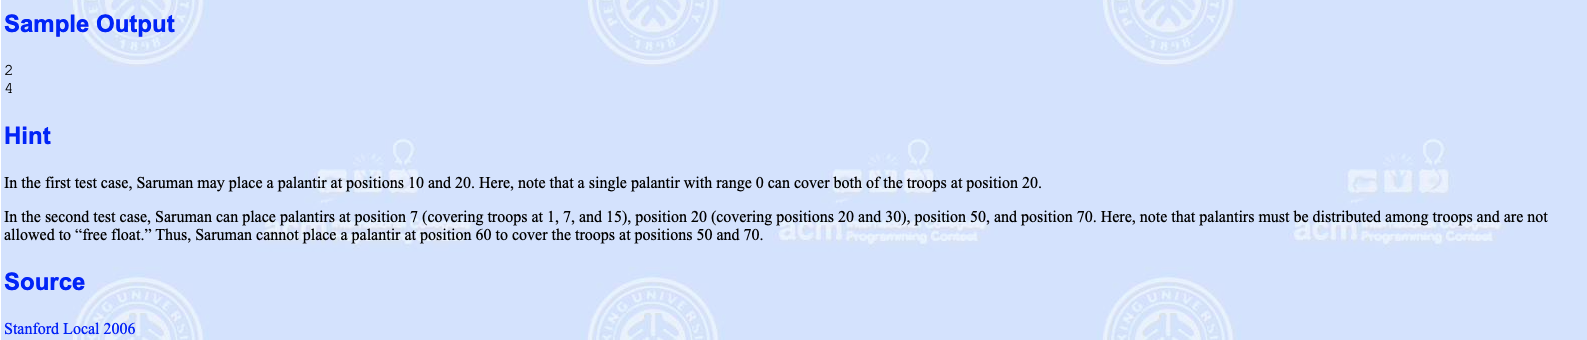 Sample Output
2
4
Hint
In the first test case, Saruman may place a palantir at positions 10 and 20. Here, note that a single palantir with range 0 can cover both of the troops at position 20.
In the second test case, Saruman can place palantirs at position 7 (covering troops at 1, 7, and 15), position 20 (covering positions 20 and 30), position 50, and position 70. Here, note that palantirs must be distributed among troops and are not
allowed to “free float.” Thus, Saruman cannot place a palantir at position 60 to cover the troops at positions 50 and 70.
Source
Stanford Local 2006